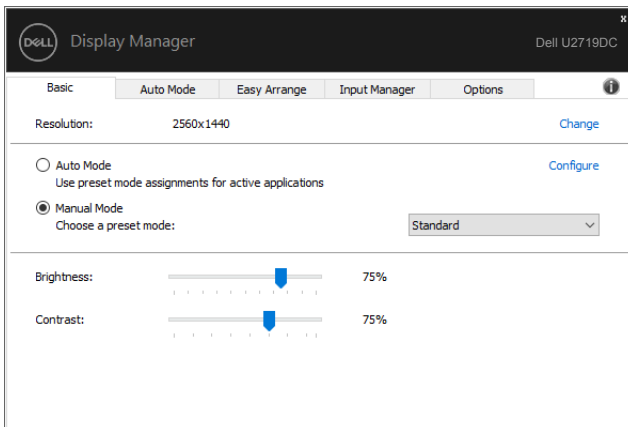 x
DELL Display Manager Dell U2719DC
Basic Auto Mode Easy Arrange Input Manager Options i
Resolution: 2560x1440 Change
Auto Mode Configure
Use preset mode assignments for active applications
Manual Mode
Choose a preset mode: Standard
Brightness: 75%
Contrast: 75%